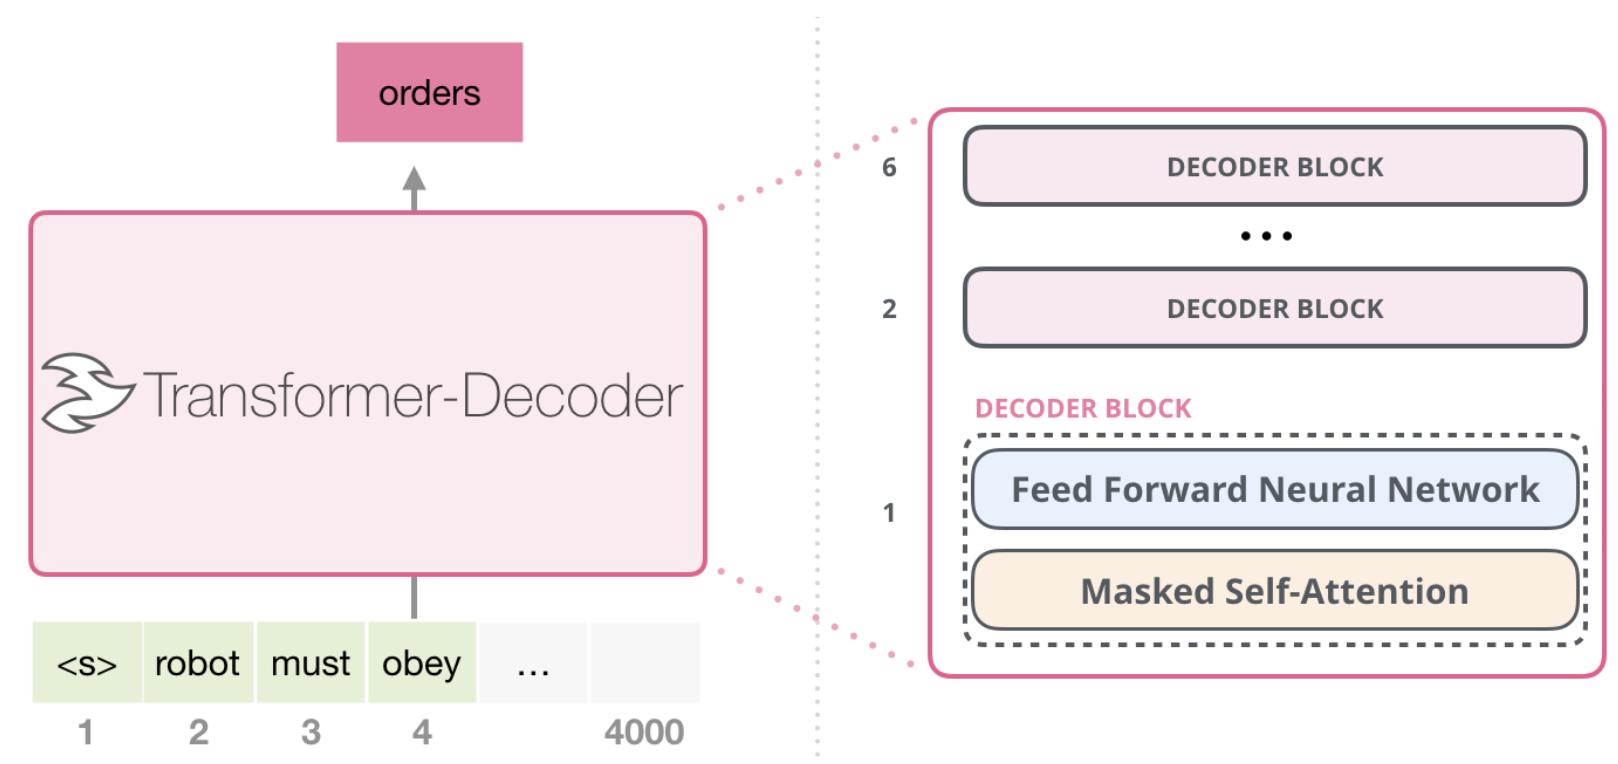 orders
Transformer-Decoder
<s> robot must obey ...
1 2 3 4 4000
6 DECODER BLOCK
...
2 DECODER BLOCK
DECODER BLOCK
Feed Forward Neural Network
1
Masked Self-Attention